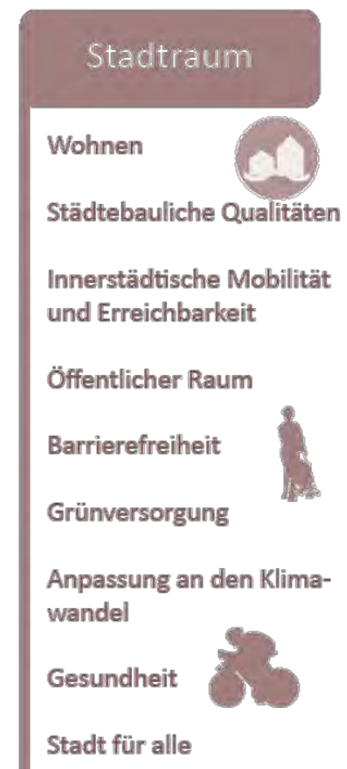 Stadtraum
Wohnen
Städtebauliche Qualitäten
Innerstädtische Mobilität
und Erreichbarkeit
Öffentlicher Raum
Barrierefreiheit
Grünversorgung
Anpassung an den Klima-
wandel
Gesundheit
Stadt für alle